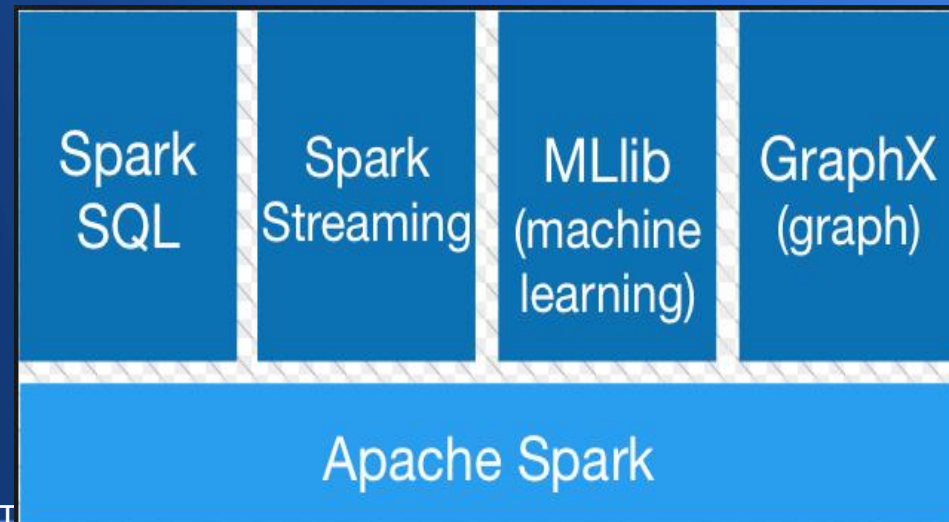 Spark
SQL
Spark
Streaming
MLlib
(machine
learning)
GraphX
(graph)
Apache Spark